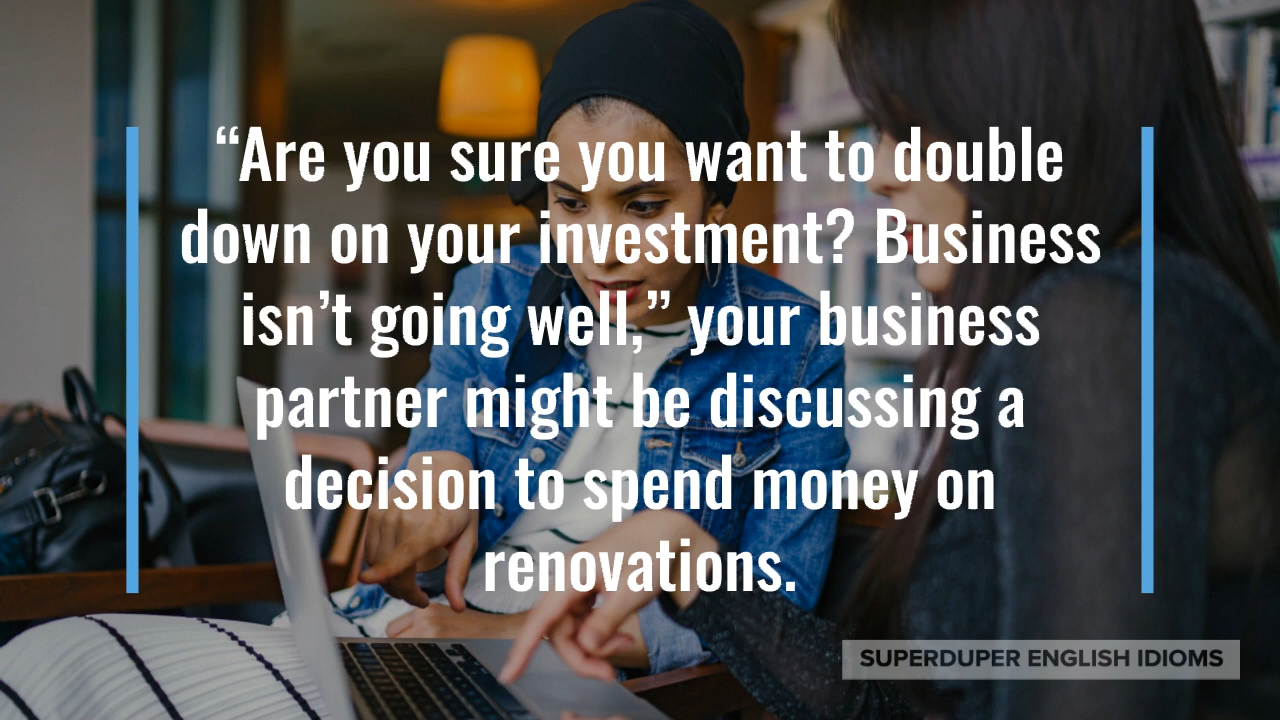 “Are you sure you want to double
down on your investment? Business
isn’t going well,” your business
partner might be discussing a
decision to spend money on
renovations.
SUPERDUPER ENGLISH IDIOMS